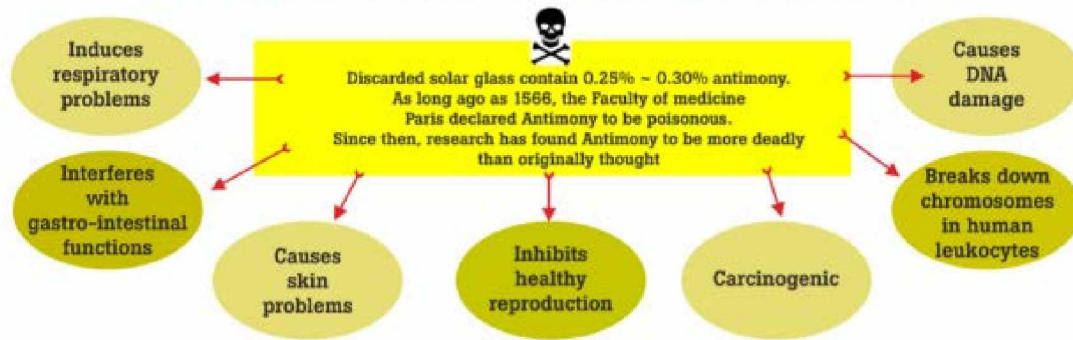 Induces
respiratory
problems
Discarded solar glass contain 0.25% ~ 0.30% antimony.
As long ago as 1566, the Faculty of medicine
Paris declared Antimony to be poisonous.
Since then, research has found Antimony to be more deadly
than originally thought
Causes
DNA
damage
Interferes
with
gastro-intestinal
functions
Causes
skin
problems
Inhibits
healthy
reproduction
Carcinogenic
Breaks down
chromosomes
in human
leukocytes